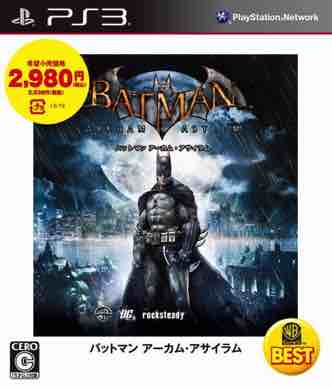 PS3
PlayStation Network
希望小売価格
2,980円(税込)
BATMAN
ARKHAM ASYLUM
バットマン アーカム・アサイラム
DC
rocksteady
CERO
C
バットマン アーカム・アサイラム
WB
BEST